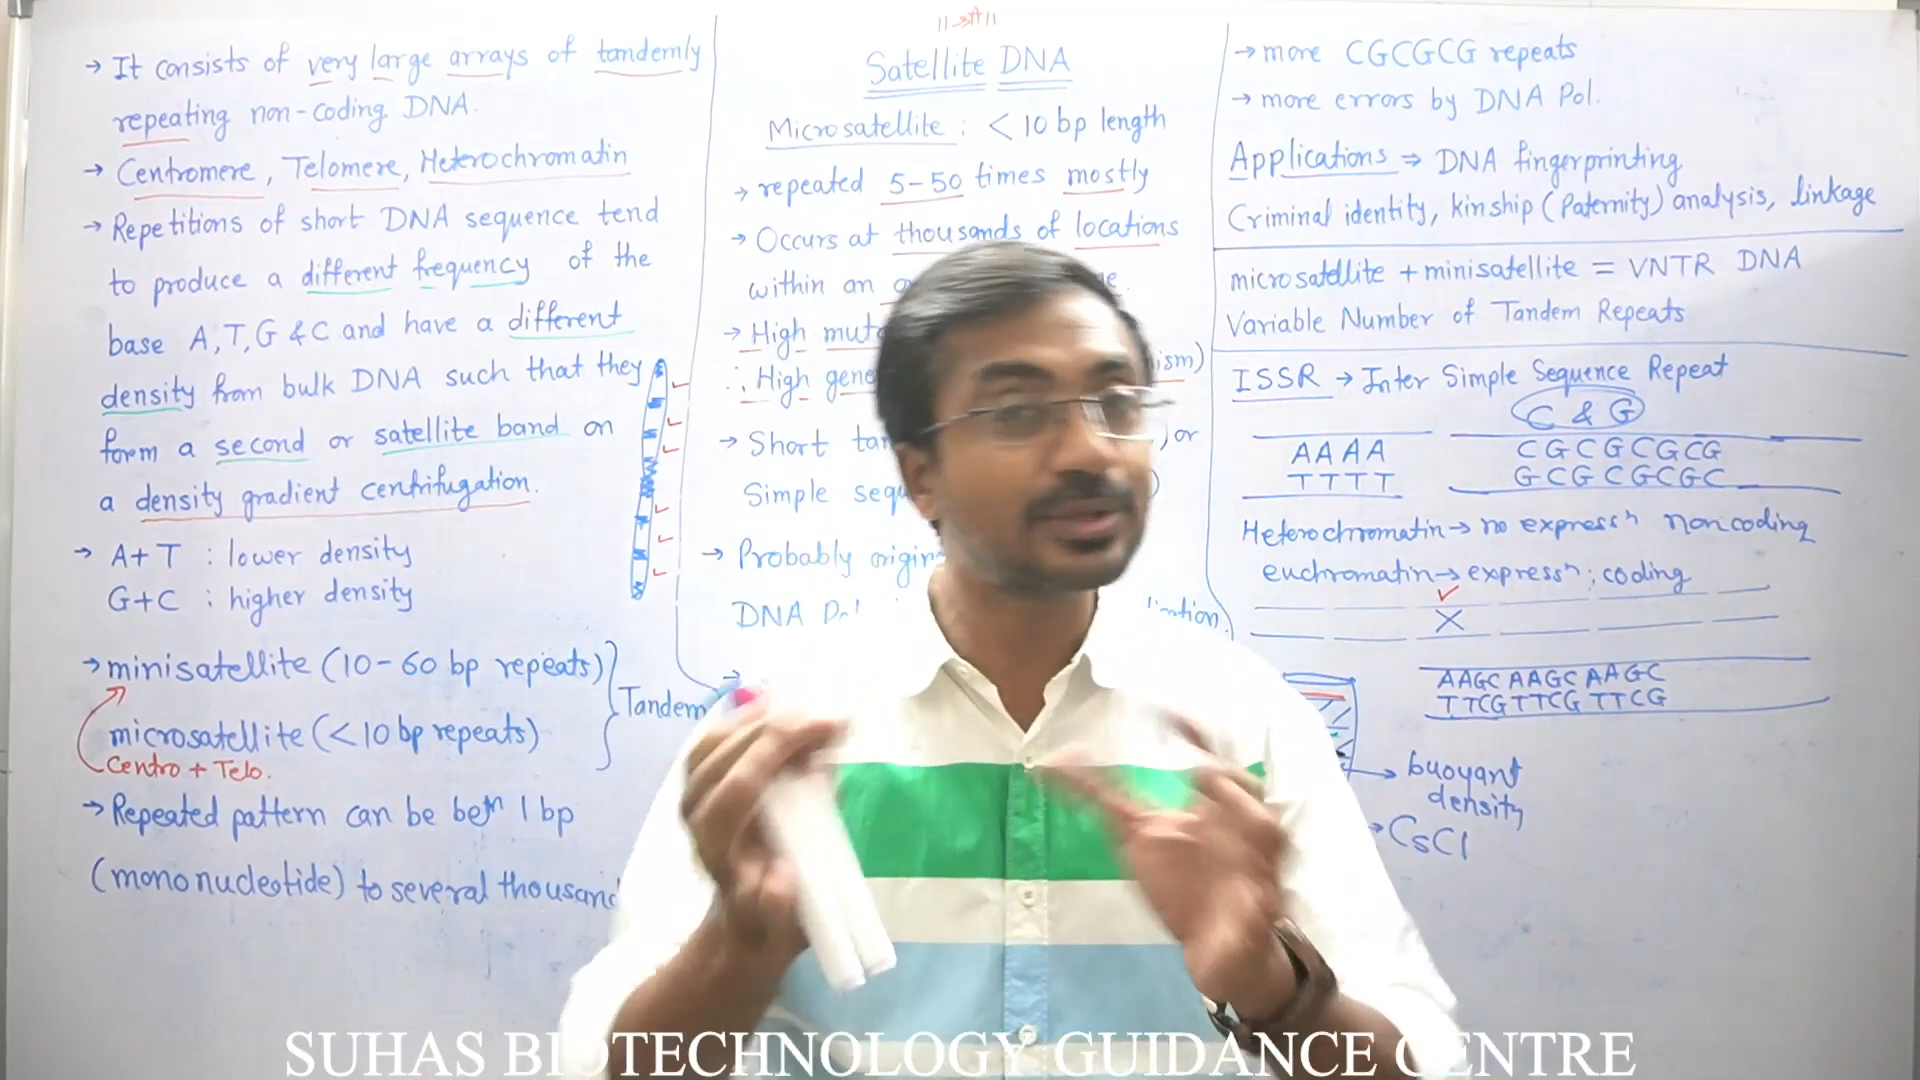 ॥श्री॥
→ It consists of very large arrays of tandemly
repeating non-coding DNA.
→ Centromere, Telomere, Heterochromatin
→ Repetitions of short DNA sequence tend
to produce a different frequency of the
base A,T,G & C and have a different
density from bulk DNA such that they
form a second or satellite band on
a density gradient centrifugation.
→ A+T : lower density
G+C : higher density
→ minisatellite (10-60 bp repeats)
microsatellite (<10 bp repeats)
Tandem
Centro + Telo.
→ Repeated pattern can be betn 1 bp
(mononucleotide) to several thousand
Satellite DNA
Microsatellite : < 10 bp length
→ repeated 5-50 times mostly
→ Occurs at thousands of locations
within an
→ High
∴ High
→ Short or
Simple
→ Probably
DNA
→
→ more CGCGCG repeats
→ more errors by DNA Pol.
Applications ⇒ DNA fingerprinting
Criminal identity, kinship (Paternity) analysis, linkage
microsatellite + minisatellite = VNTR DNA
Variable Number of Tandem Repeats
ISSR → Inter Simple Sequence Repeat
C & G
AAAA CGCGCGCG
TTTT GCGCGCGC
Heterochromatin → no expressn noncoding
euchromatin → expressn; coding
✓
X
AAGC AAGC AAGC
TTCG TTCG TTCG
→ buoyant
density
→ CsCl
SUHAS BIOTECHNOLOGY GUIDANCE CENTRE